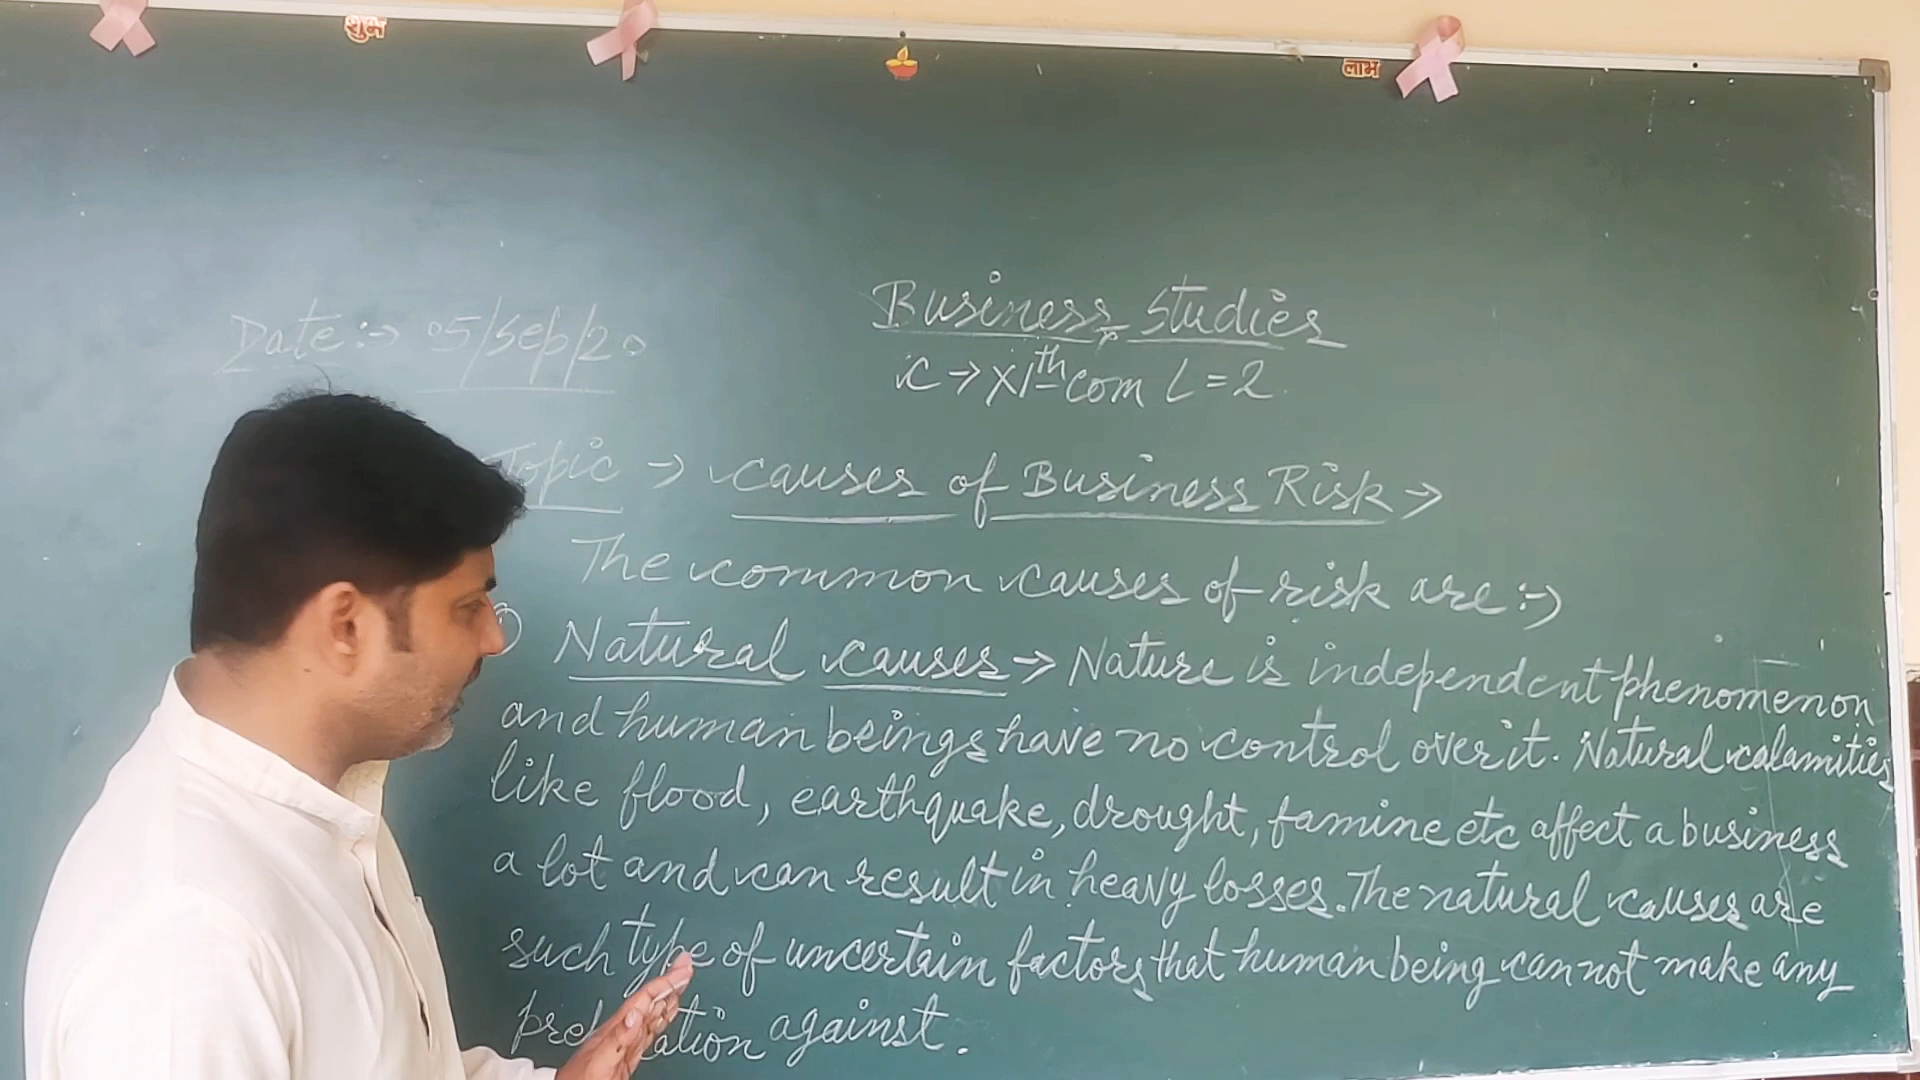 शुभ
लाभ
Business Studies
Date:→ 05/Sep/20
C → XIth com L=2
Topic → causes of Business Risk →
The common causes of risk are:→
Natural causes → Nature is independent phenomenon
and human beings have no control over it. Natural calamities
like flood, earthquake, drought, famine etc affect a business
a lot and can result in heavy losses. The natural causes are
such type of uncertain factors that human being can not make any
against.